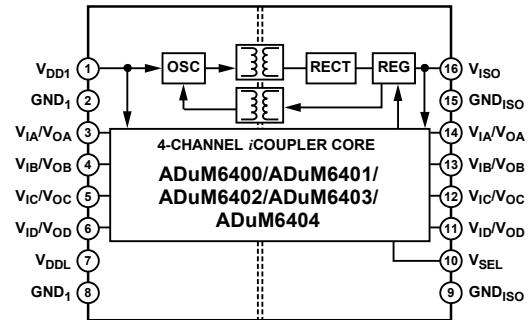 OSC
RECT
REG
VDD1 1
GND1 2
VIA/VOA 3
VIB/VOB 4
VIC/VOC 5
VID/VOD 6
VDDL 7
GND1 8
4-CHANNEL iCOUPLER CORE
ADuM6400/ADuM6401/
ADuM6402/ADuM6403/
ADuM6404
16 VISO
15 GNDISO
14 VIA/VOA
13 VIB/VOB
12 VIC/VOC
11 VID/VOD
10 VSEL
9 GNDISO